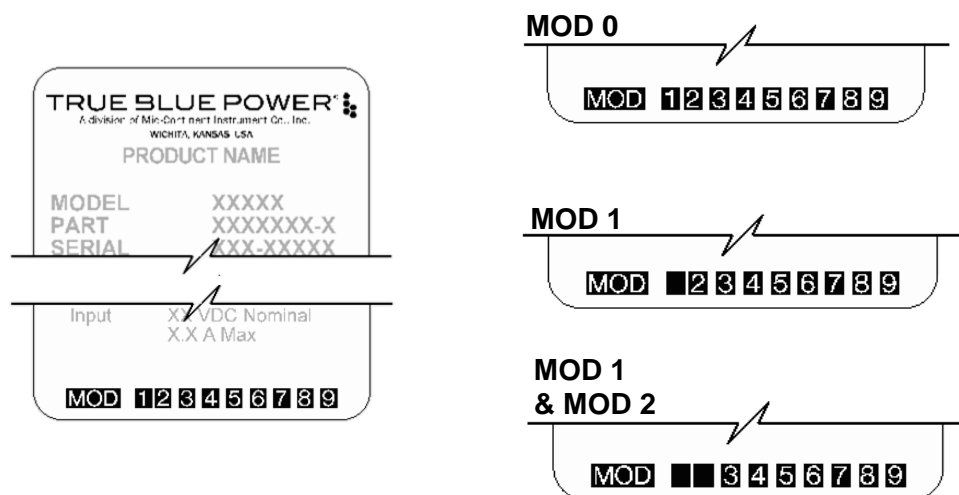 TRUE BLUE POWER
A division of Mid-Continent Instrument Co., Inc.
WICHITA, KANSAS USA
PRODUCT NAME
MODEL XXXXX
PART XXXXXXX-X
SERIAL XXX-XXXXX
Input XX VDC Nominal
X.X A Max
MOD 1 2 3 4 5 6 7 8 9
MOD 0
MOD 1 2 3 4 5 6 7 8 9
MOD 1
MOD 2 3 4 5 6 7 8 9
MOD 1
& MOD 2
MOD 3 4 5 6 7 8 9